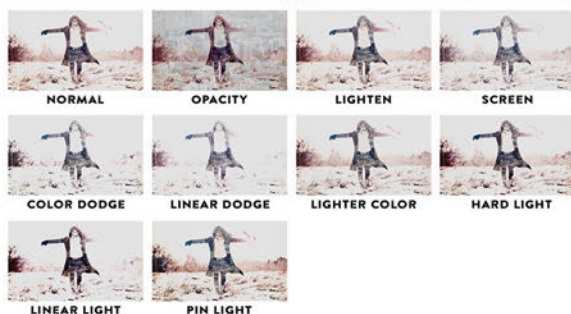 NORMAL
OPACITY
LIGHTEN
SCREEN
COLOR DODGE
LINEAR DODGE
LIGHTER COLOR
HARD LIGHT
LINEAR LIGHT
PIN LIGHT